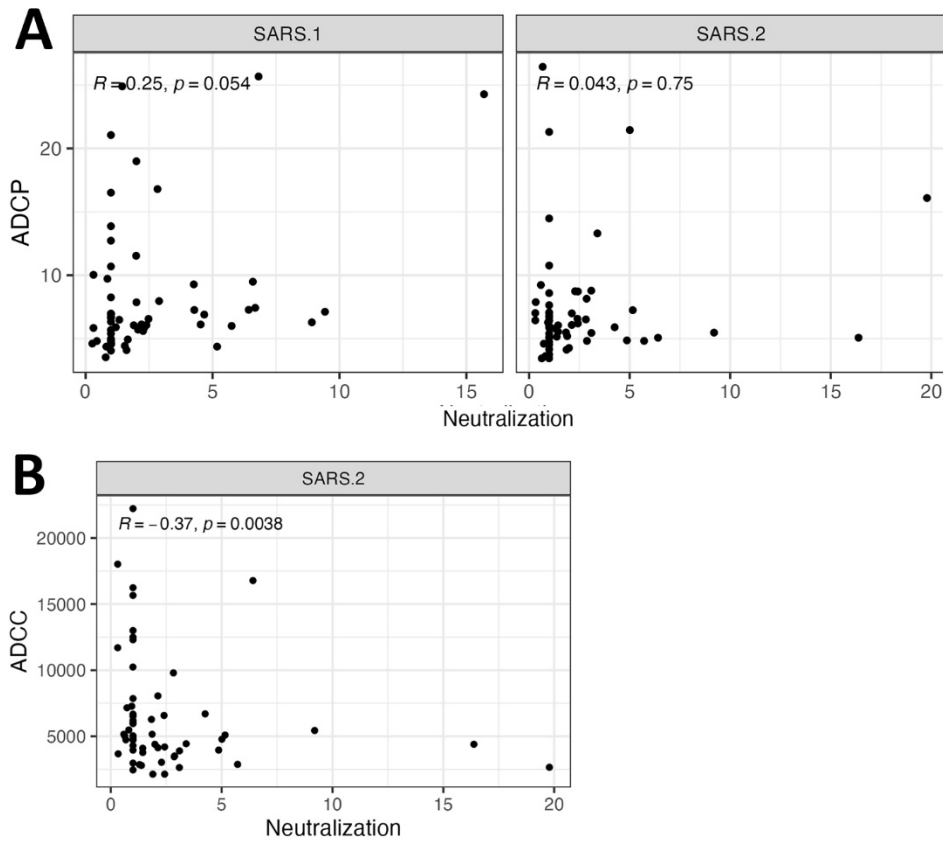 A
SARS.1
SARS.2
R = 0.25, p = 0.054
R = 0.043, p = 0.75
ADCP
20
10
0
5
10
15
0
5
10
15
20
Neutralization
B
SARS.2
R = −0.37, p = 0.0038
ADCC
20000
15000
10000
5000
0
5
10
15
20
Neutralization